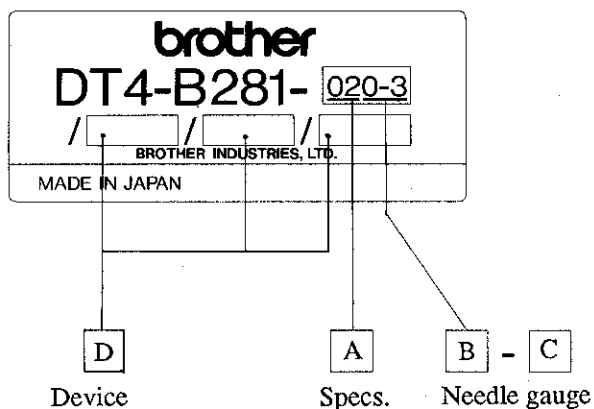 brother
DT4-B281- 020-3
/ / /
BROTHER INDUSTRIES, LTD.
MADE IN JAPAN
D A B - C
Device Specs. Needle gauge